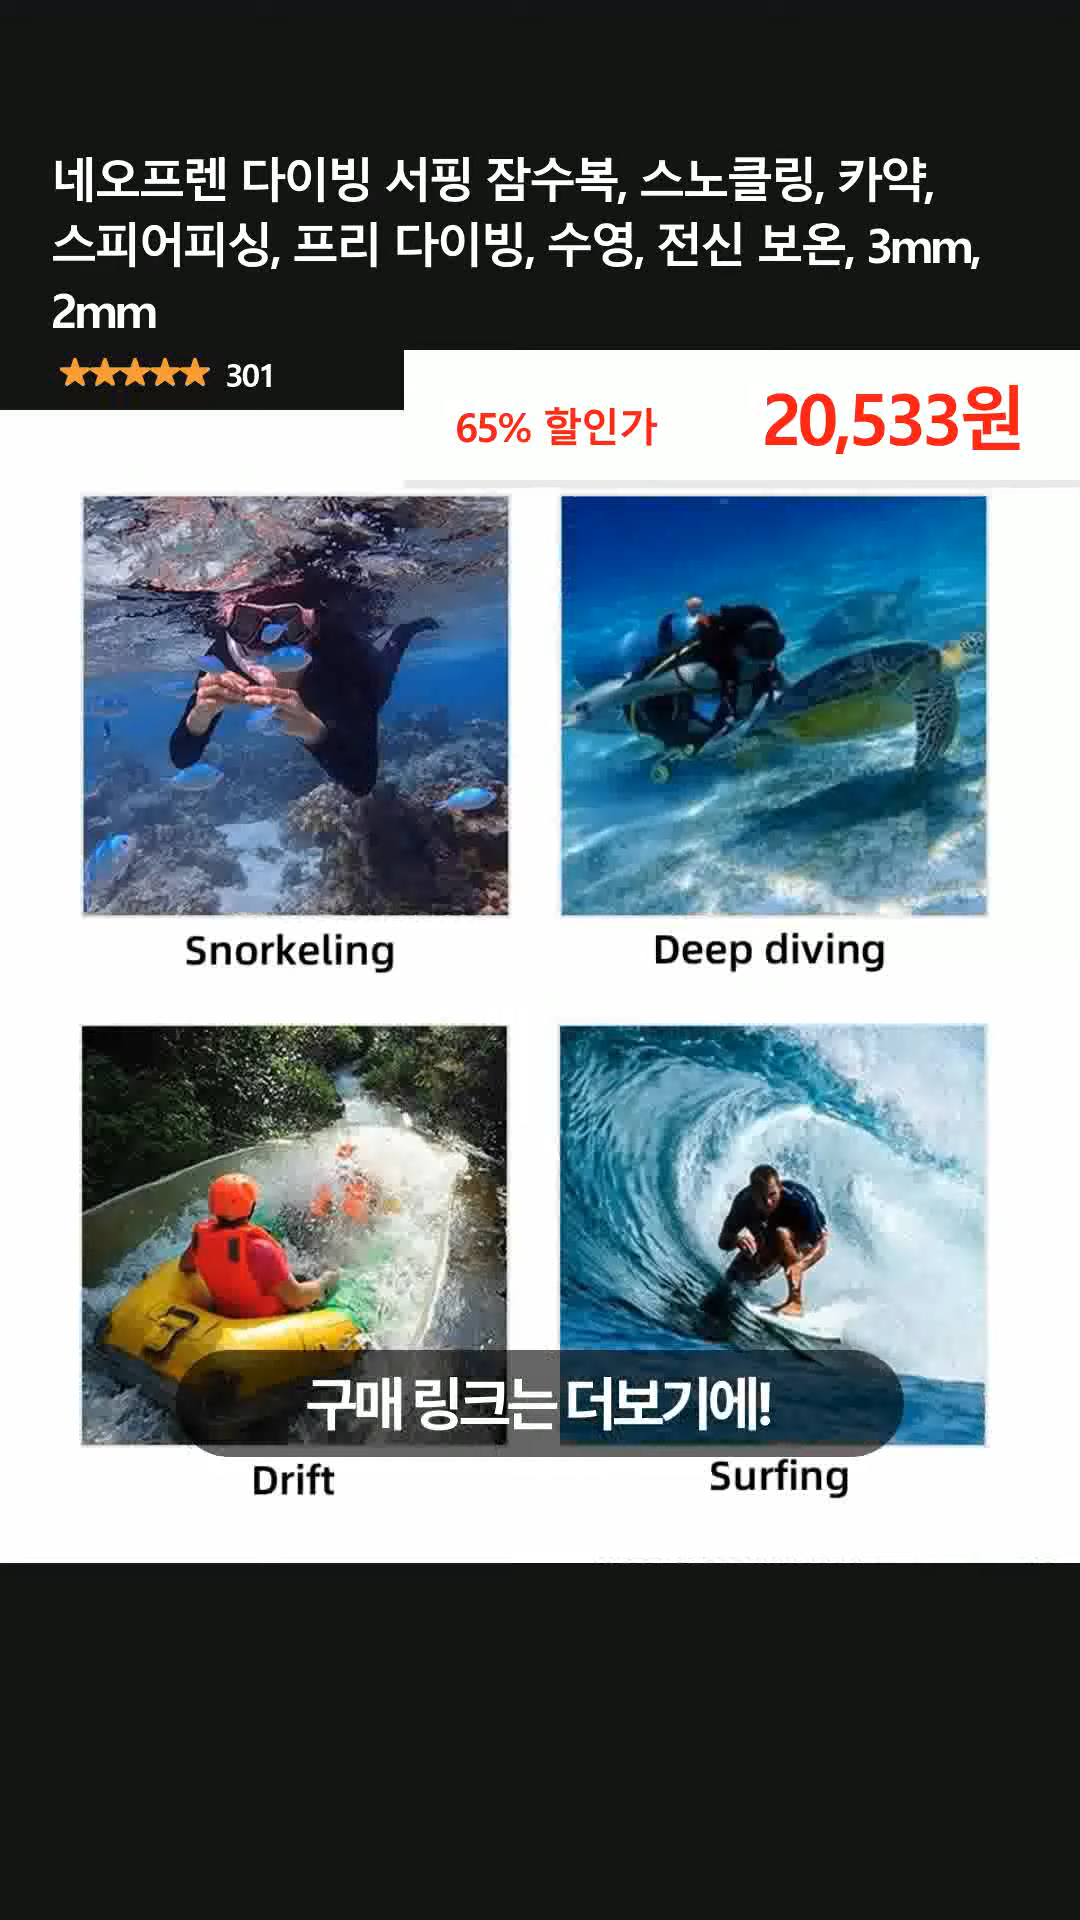 네오프렌 다이빙 서핑 잠수복, 스노클링, 카약,
스피어피싱, 프리 다이빙, 수영, 전신 보온, 3mm,
2mm
301
65% 할인가 20,533원
Snorkeling
Deep diving
구매 링크는 더보기에!
Drift
Surfing